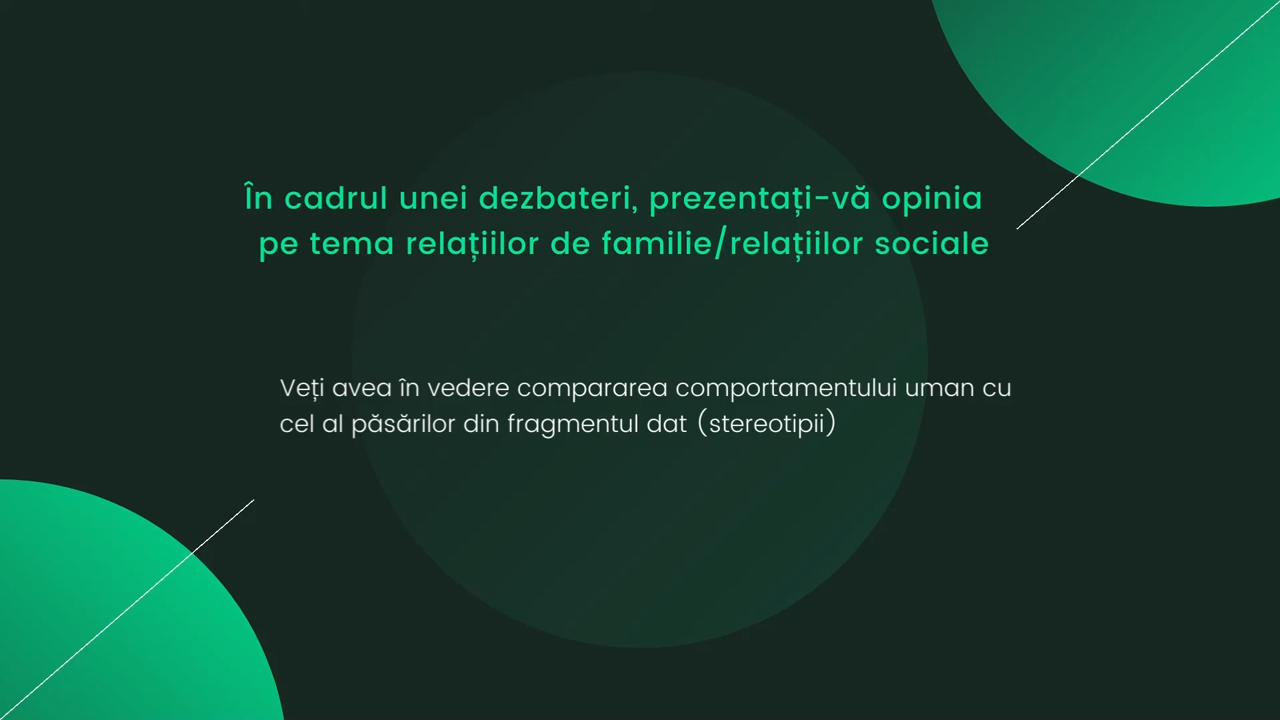 În cadrul unei dezbateri, prezentați-vă opinia
pe tema relațiilor de familie/relațiilor sociale
Veți avea în vedere compararea comportamentului uman cu
cel al păsărilor din fragmentul dat (stereotipii)